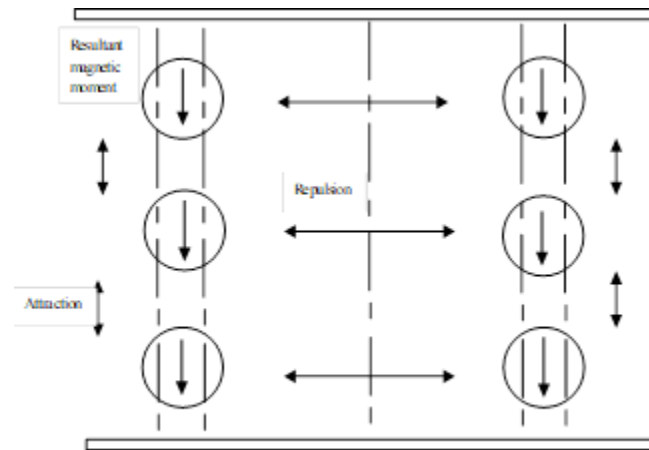 Resultant
magnetic
moment
Repulsion
Attraction